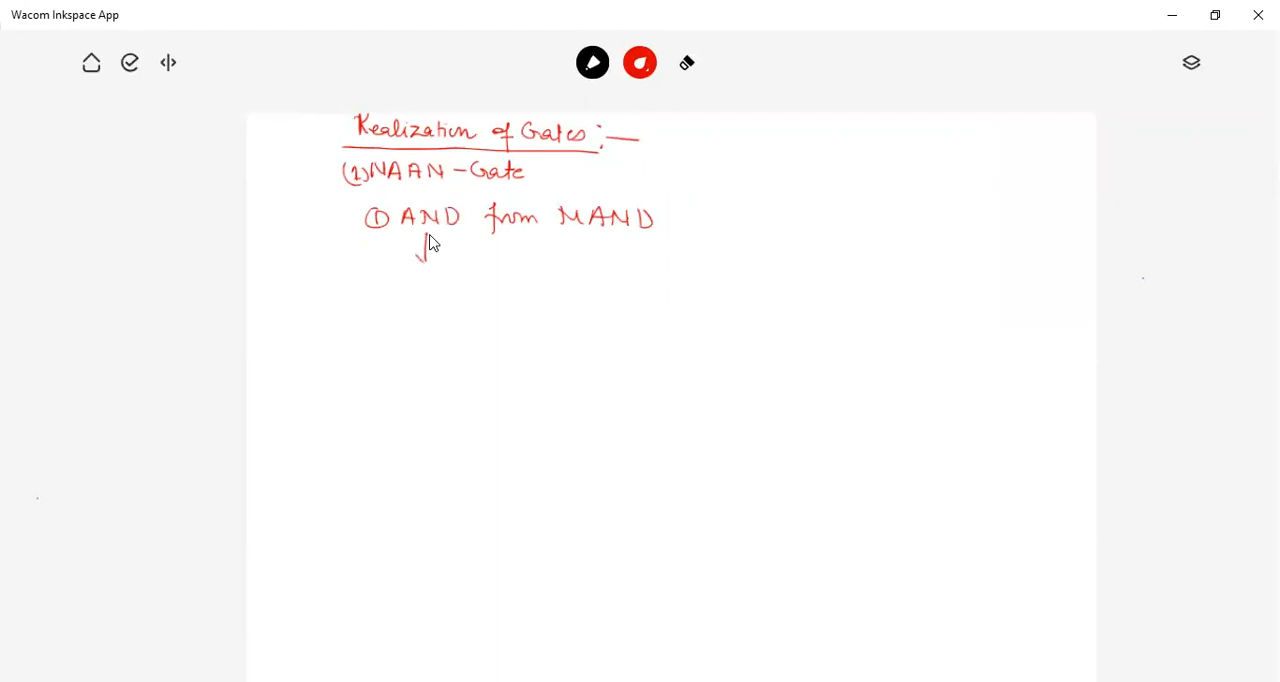 Wacom Inkspace App
Realization of Gates :—
(1) NAAN - Gate
① AND from NAND